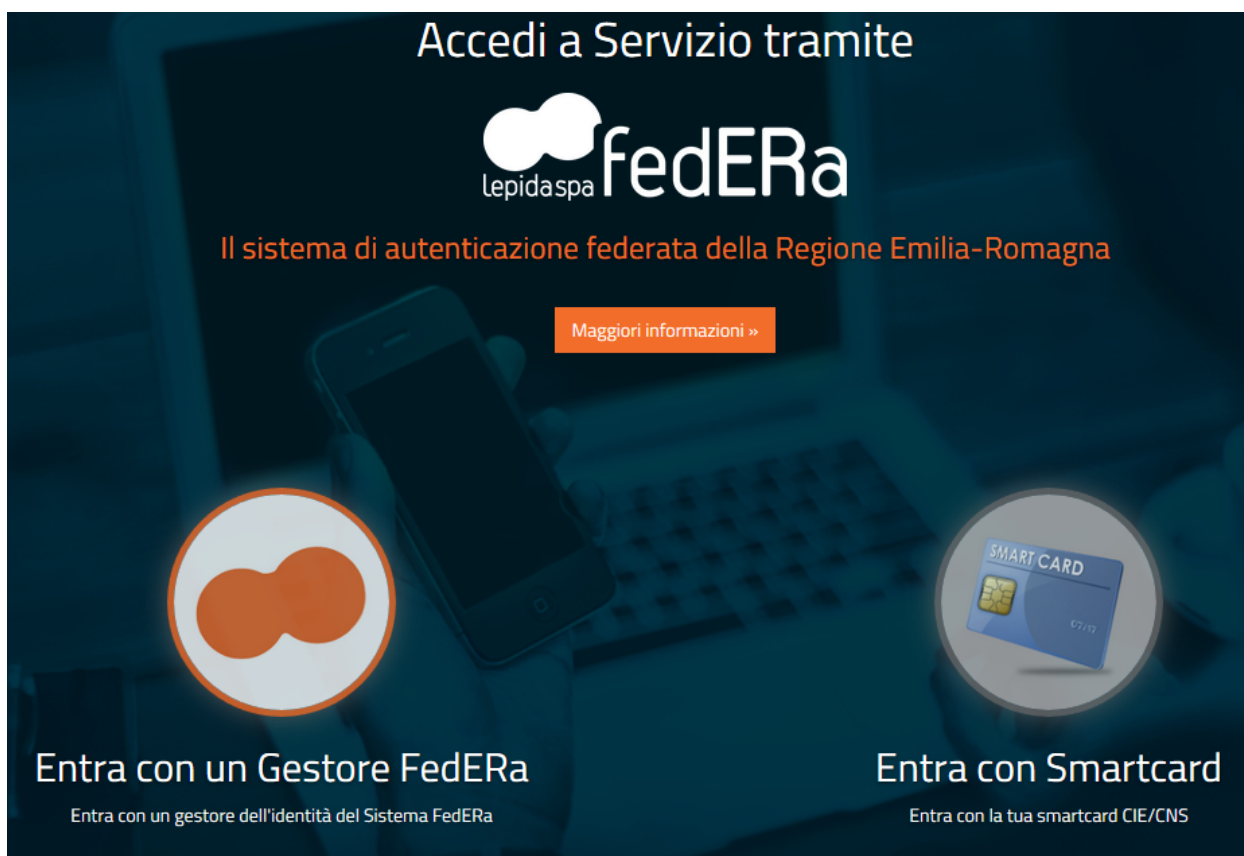 Accedi a Servizio tramite
lepidaspa fedERa
Il sistema di autenticazione federata della Regione Emilia-Romagna
Maggiori informazioni »
SMART CARD
Entra con un Gestore FedERa
Entra con un gestore dell'identità del Sistema FedERa
Entra con Smartcard
Entra con la tua smartcard CIE/CNS